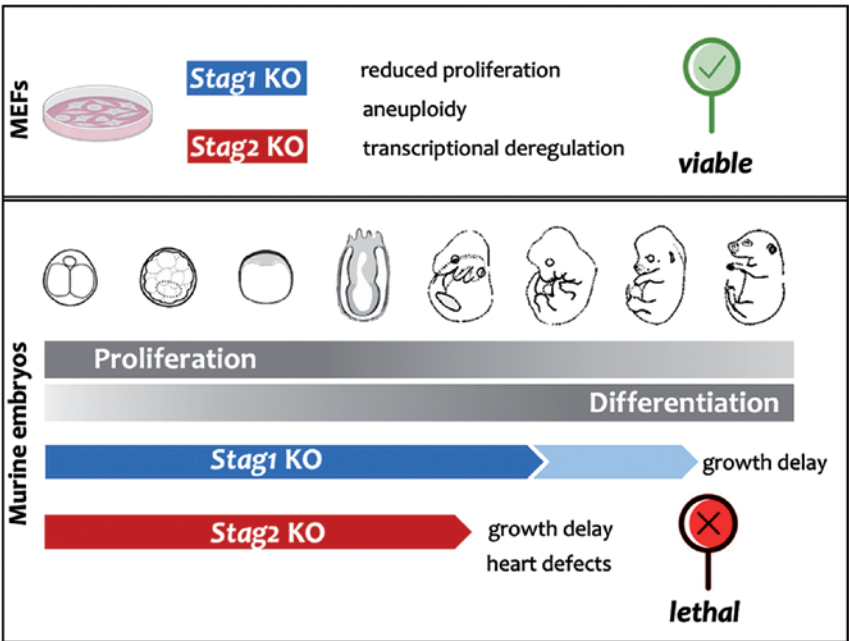 MEFs
Stag1 KO
Stag2 KO
reduced proliferation
aneuploidy
transcriptional deregulation
viable
Murine embryos
Proliferation
Differentiation
Stag1 KO
growth delay
Stag2 KO
growth delay
heart defects
lethal